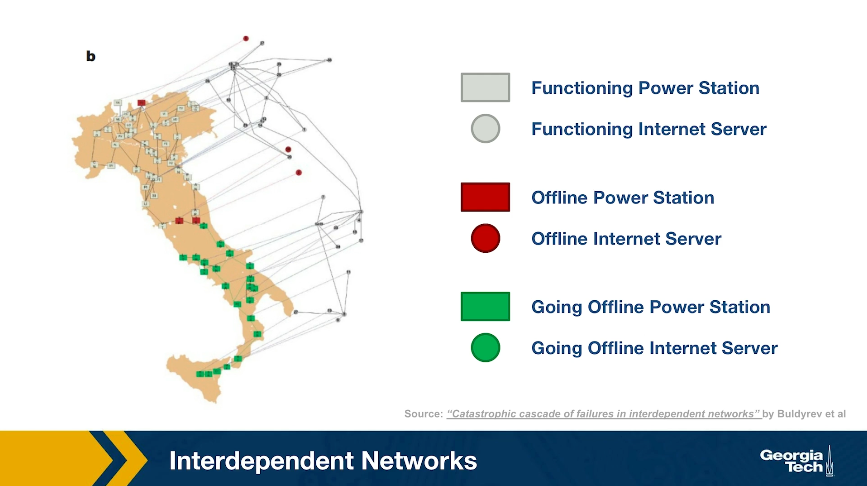 b
Functioning Power Station
Functioning Internet Server
Offline Power Station
Offline Internet Server
Going Offline Power Station
Going Offline Internet Server
Source: “Catastrophic cascade of failures in interdependent networks” by Buldyrev et al
Interdependent Networks
Georgia
Tech